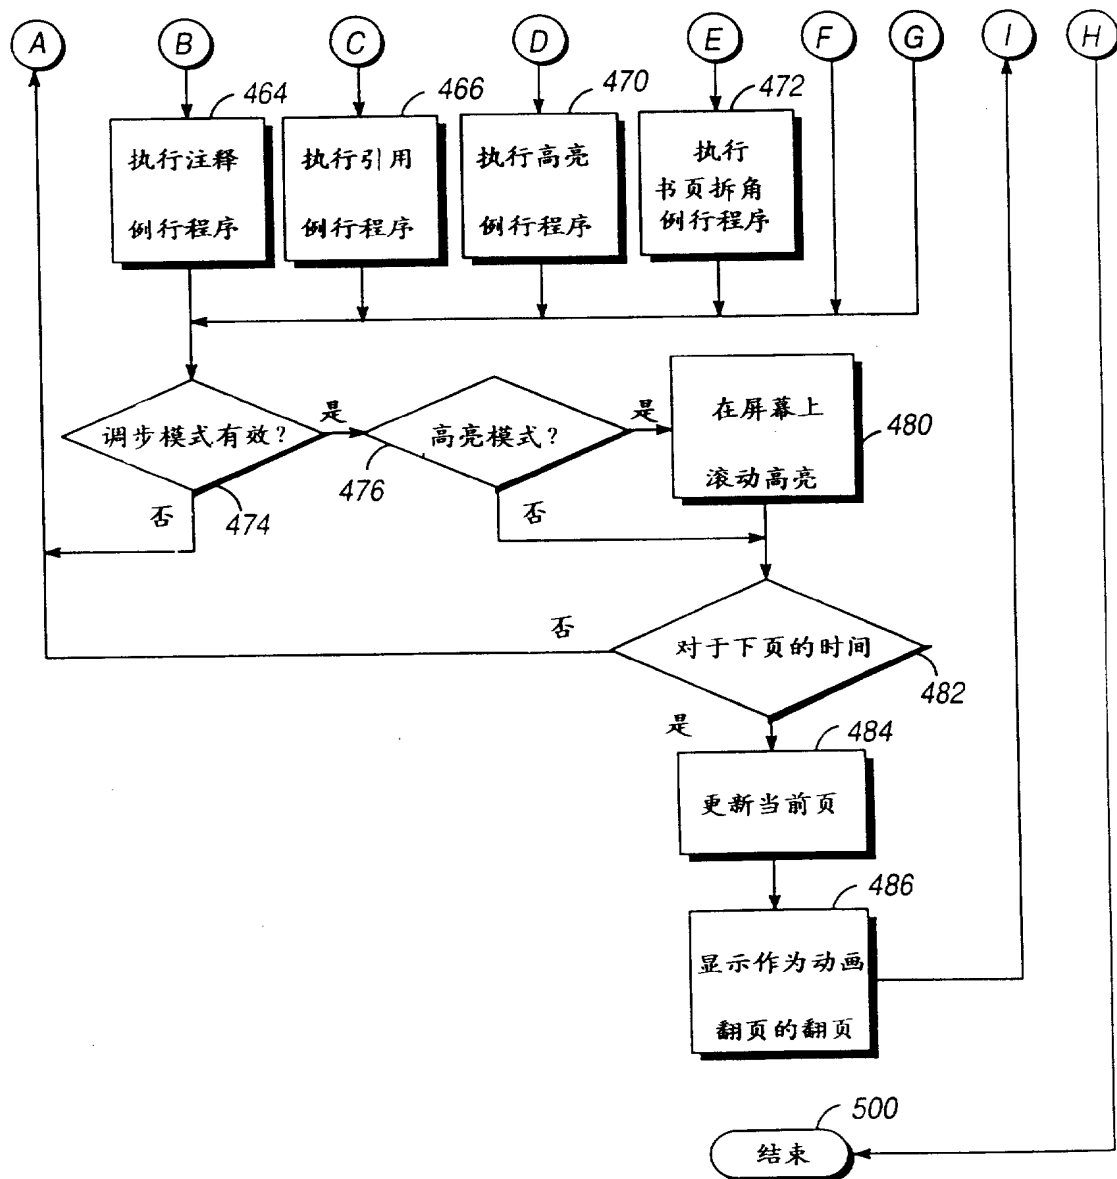 A B C D E F G I H
464 466 470 472
执行注释
例行程序
执行引用
例行程序
执行高亮
例行程序
执行
书页拆角
例行程序
调步模式有效？
是
高亮模式？
是
在屏幕上
滚动高亮
480
476
474
否
否
否
对于下页的时间
482
是
484
更新当前页
486
显示作为动画
翻页的翻页
500
结束